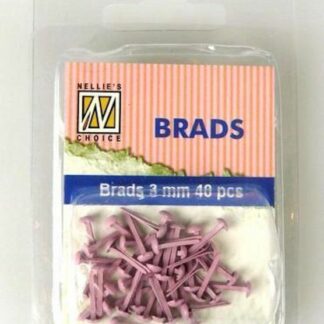 NELLIE'S
N
CHOICE
BRADS
Brads 3 mm 40 pcs